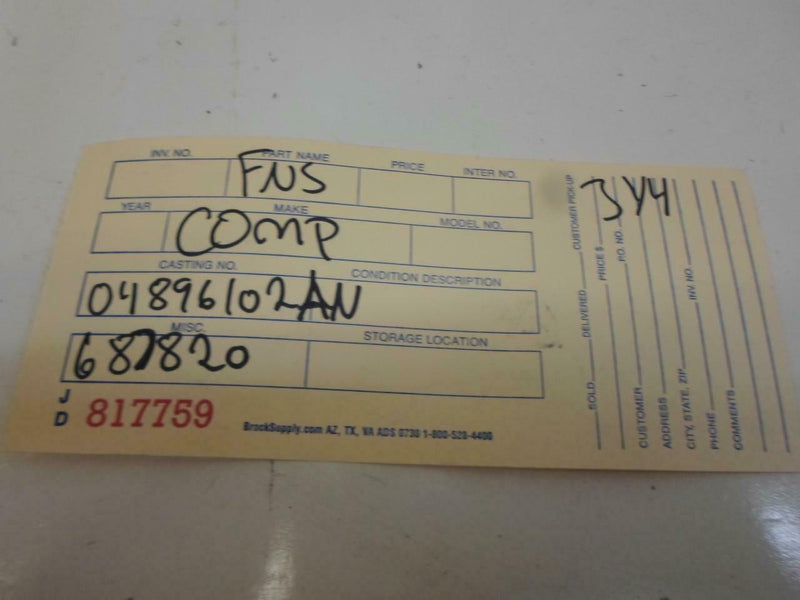 INV. NO. PART NAME PRICE INTER NO.
FNS
YEAR MAKE MODEL NO.
COMP
CASTING NO. CONDITION DESCRIPTION
04896102AN
MISC. STORAGE LOCATION
687820
J
D 817759
BrockSupply.com AZ, TX, VA ADS 0730 1-800-528-4400
3Y4
SOLD DELIVERED CUSTOMER PICK-UP
PRICE $
P.O. NO.
CUSTOMER
ADDRESS
CITY, STATE, ZIP INV. NO.
PHONE
COMMENTS